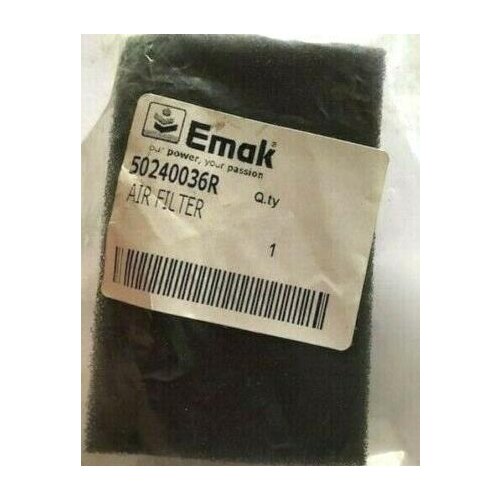 Emak
our power, your passion
50240036R
AIR FILTER
Q.ty
1